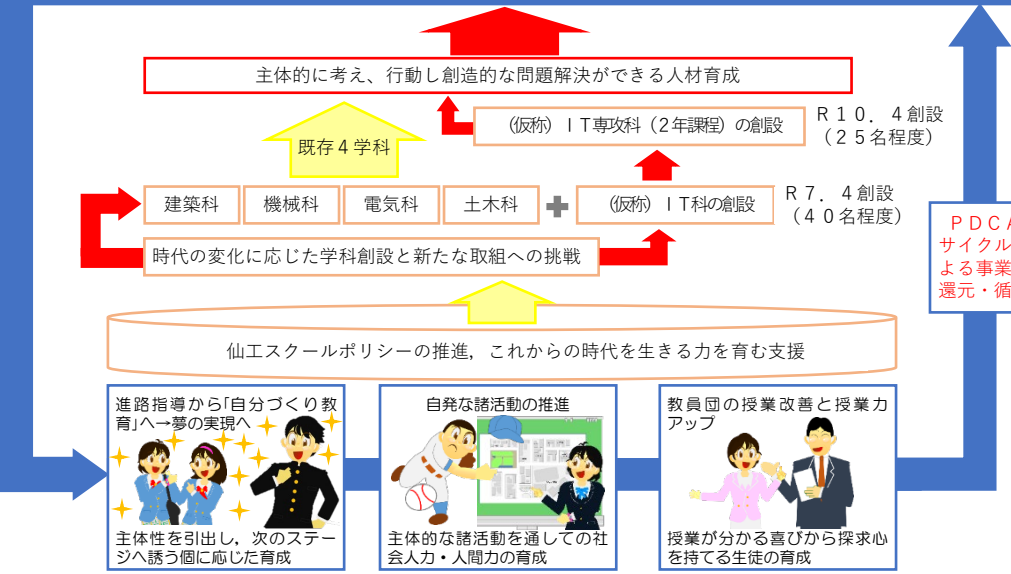 主体的に考え、行動し創造的な問題解決ができる人材育成
(仮称) ＩＴ専攻科（2年課程）の創設
Ｒ１０．４創設
（２５名程度）
既存４学科
建築科
機械科
電気科
土木科
(仮称) ＩＴ科の創設
Ｒ７．４創設
（４０名程度）
時代の変化に応じた学科創設と新たな取組への挑戦
ＰＤＣＡ
サイクル
よる事業
還元・循
仙工スクールポリシーの推進，これからの時代を生きる力を育む支援
進路指導から｢自分づくり教
育｣へ→夢の実現へ
主体性を引出し，次のステー
ジへ誘う個に応じた育成
自発な諸活動の推進
主体的な諸活動を通しての社
会人力・人間力の育成
教員団の授業改善と授業力
アップ
授業が分かる喜びから探求心
を持てる生徒の育成